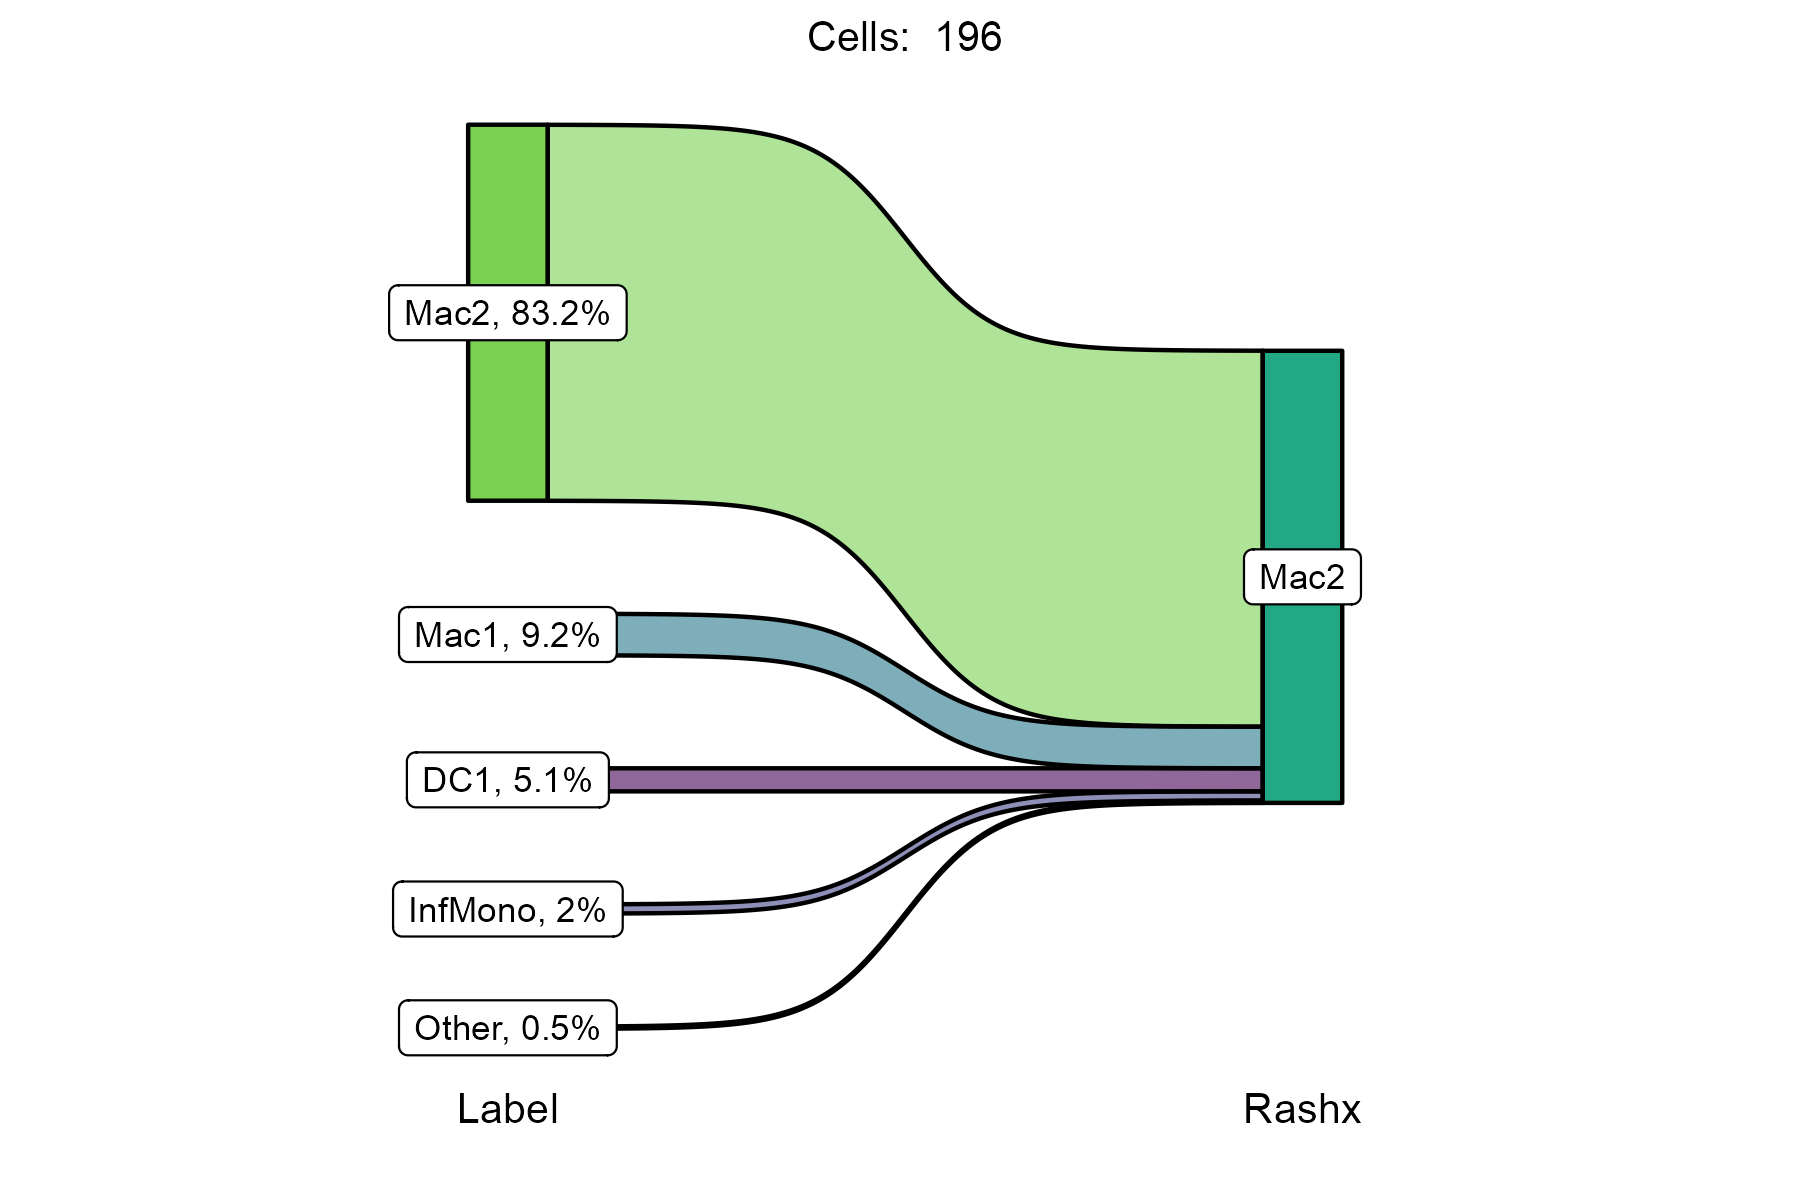 Cells:  196
Mac2, 83.2%
Mac2
Mac1, 9.2%
DC1, 5.1%
InfMono, 2%
Other, 0.5%
Label
Rashx